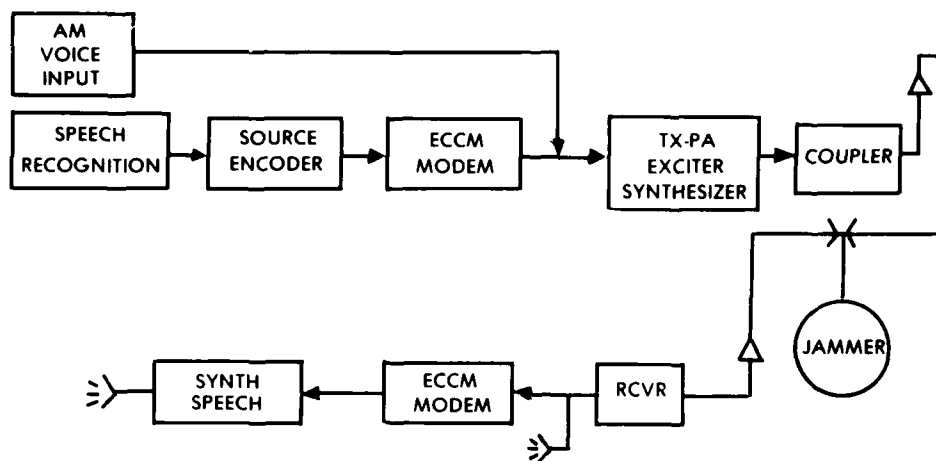 AM
VOICE
INPUT
SPEECH
RECOGNITION
SOURCE
ENCODER
ECCM
MODEM
TX-PA
EXCITER
SYNTHESIZER
COUPLER
JAMMER
SYNTH
SPEECH
ECCM
MODEM
RCVR